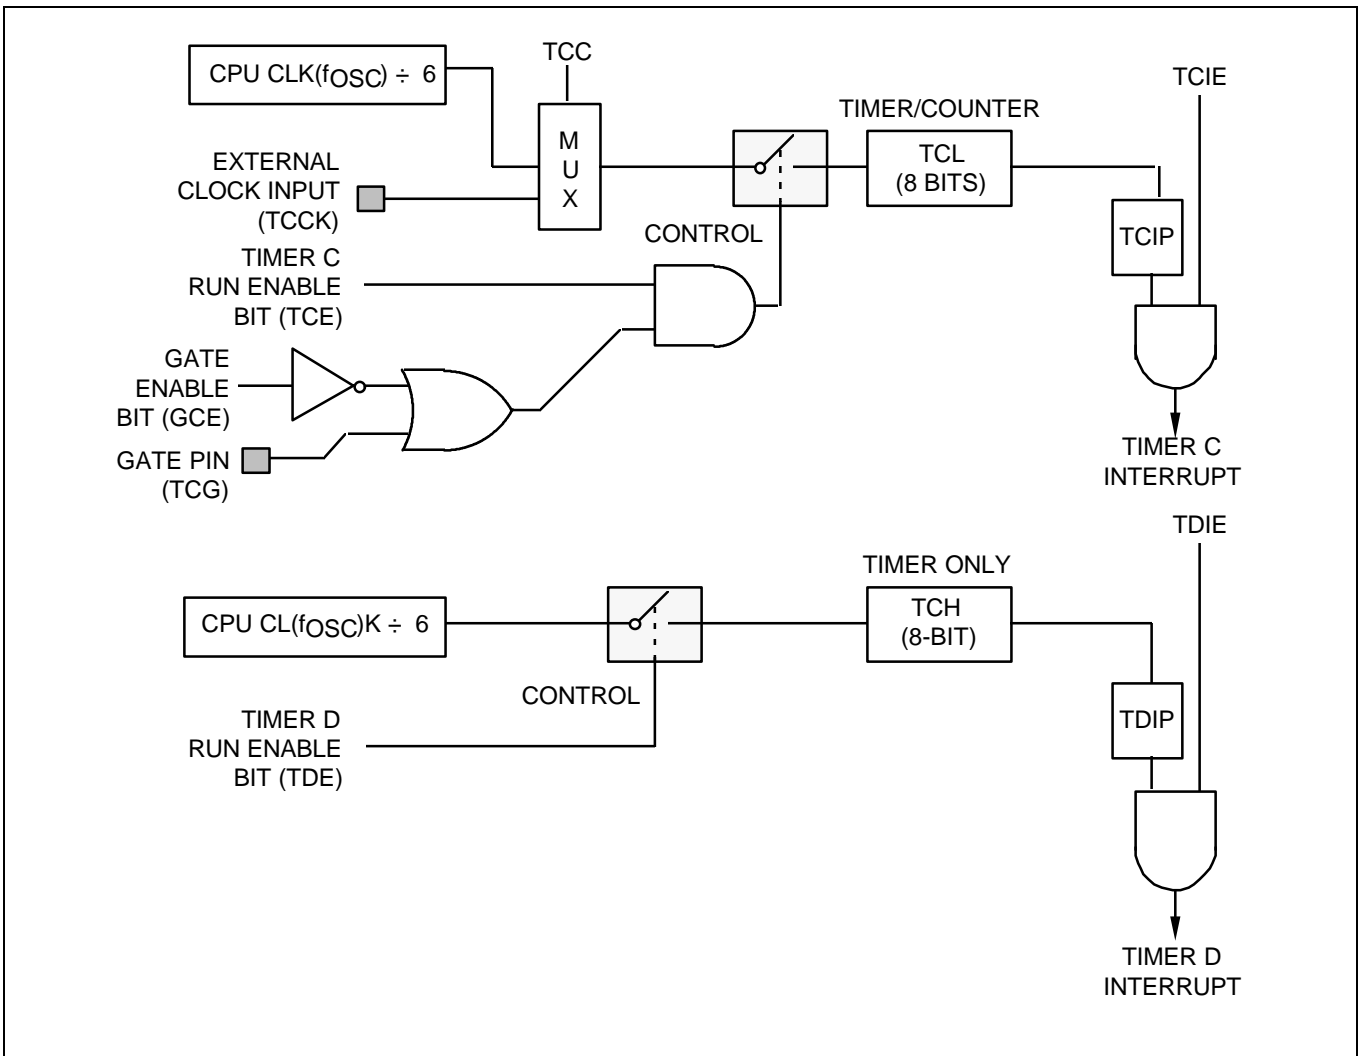 TCC
CPU CLK(fOSC) ÷ 6
TCIE
TIMER/COUNTER
M
U
X
TCL
(8 BITS)
EXTERNAL
CLOCK INPUT
(TCCK)
TCIP
CONTROL
TIMER C
RUN ENABLE
BIT (TCE)
GATE
ENABLE
BIT (GCE)
GATE PIN
(TCG)
TIMER C
INTERRUPT
TDIE
TIMER ONLY
CPU CL(fOSC)K ÷ 6
TCH
(8-BIT)
CONTROL
TIMER D
RUN ENABLE
BIT (TDE)
TDIP
TIMER D
INTERRUPT